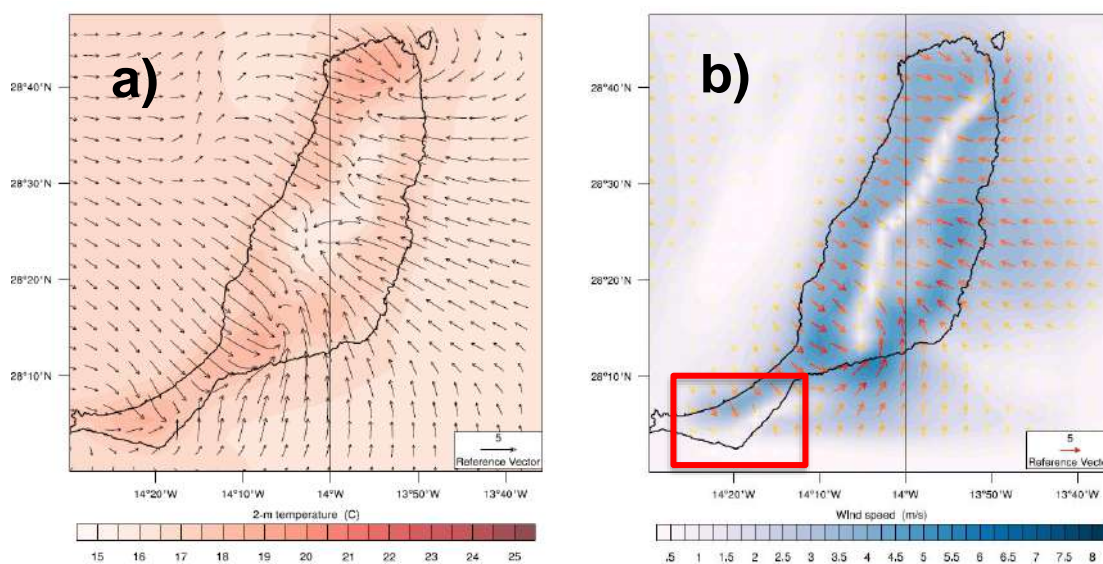 a)
28°40'N
28°30'N
28°20'N
28°10'N
5
Reference Vector
14°20'W 14°10'W 14°W 13°50'W 13°40'W
2-m temperature (C)
15 16 17 18 19 20 21 22 23 24 25
b)
28°40'N
28°30'N
28°20'N
28°10'N
5
Reference Vector
14°20'W 14°10'W 14°W 13°50'W 13°40'W
Wind speed (m/s)
.5 1 1.5 2 2.5 3 3.5 4 4.5 5 5.5 6 6.5 7 7.5 8